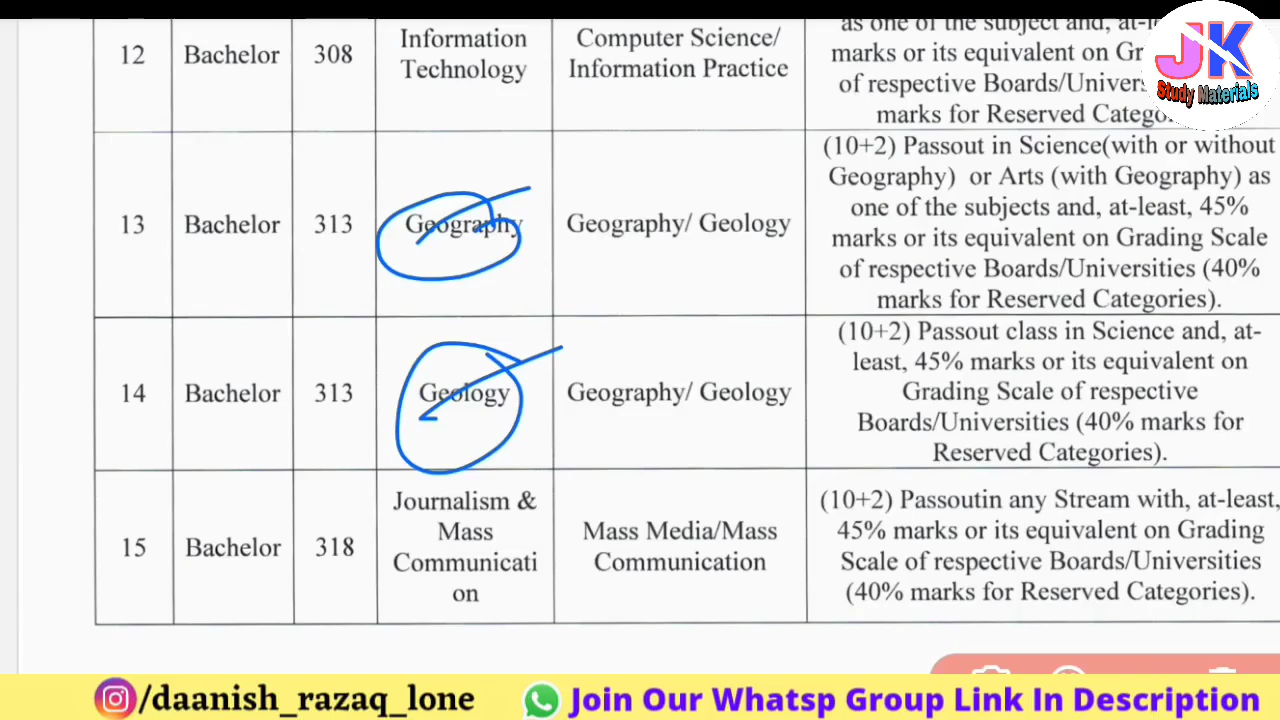 as one of the subject and, at-le
12 Bachelor 308 Information Technology Computer Science/ Information Practice
marks or its equivalent on Gr
of respective Boards/Univers
marks for Reserved Catego
JK
Study Materials
13 Bachelor 313 Geography Geography/ Geology
(10+2) Passout in Science(with or without
Geography) or Arts (with Geography) as
one of the subjects and, at-least, 45%
marks or its equivalent on Grading Scale
of respective Boards/Universities (40%
marks for Reserved Categories).
14 Bachelor 313 Geology Geography/ Geology
(10+2) Passout class in Science and, at-
least, 45% marks or its equivalent on
Grading Scale of respective
Boards/Universities (40% marks for
Reserved Categories).
15 Bachelor 318
Journalism &
Mass
Communicati
on
Mass Media/Mass
Communication
(10+2) Passoutin any Stream with, at-least,
45% marks or its equivalent on Grading
Scale of respective Boards/Universities
(40% marks for Reserved Categories).
/daanish_razaq_lone
Join Our Whatsp Group Link In Description